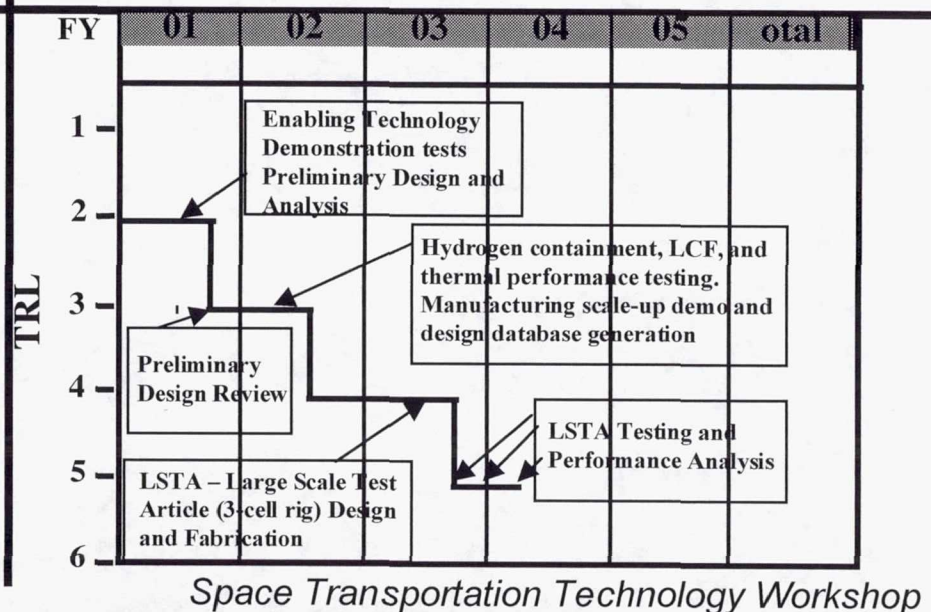 FY 01 02 03 04 05 otal
1
Enabling Technology
Demonstration tests
Preliminary Design and
Analysis
2
Hydrogen containment, LCF, and
thermal performance testing.
Manufacturing scale-up demo and
design database generation
TRL
3
Preliminary
Design Review
4
LSTA Testing and
Performance Analysis
5
LSTA – Large Scale Test
Article (3-cell rig) Design
and Fabrication
6
Space Transportation Technology Workshop